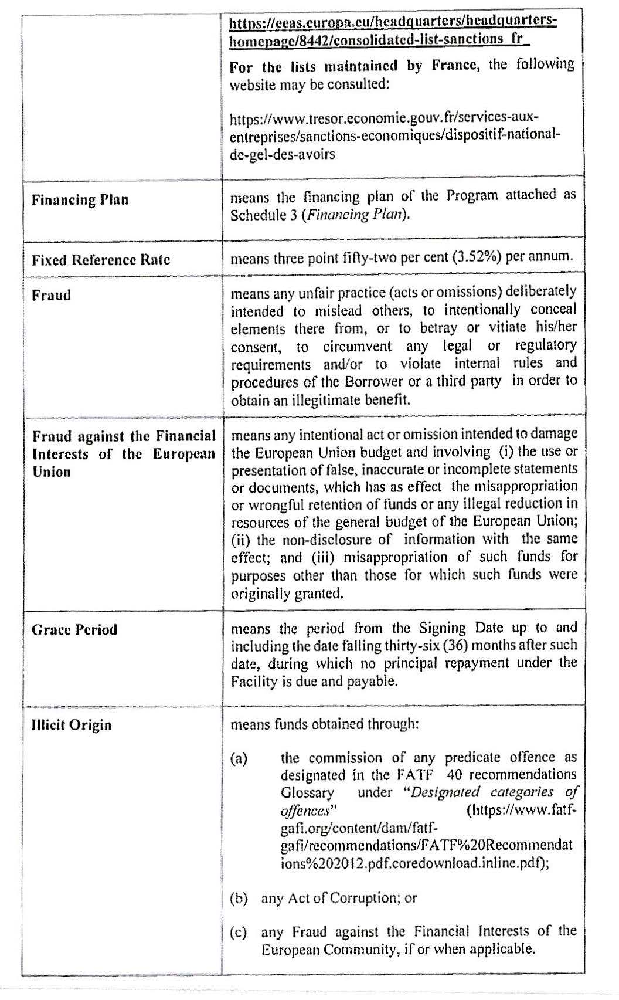 https://eeas.europa.eu/headquarters/headquarters-
homepage/8442/consolidated-list-sanctions_fr_
For the lists maintained by France, the following
website may be consulted:
https://www.tresor.economie.gouv.fr/services-aux-
entreprises/sanctions-economiques/dispositif-national-
de-gel-des-avoirs
Financing Plan
means the financing plan of the Program attached as
Schedule 3 (Financing Plan).
Fixed Reference Rate
means three point fifty-two per cent (3.52%) per annum.
Fraud
means any unfair practice (acts or omissions) deliberately
intended to mislead others, to intentionally conceal
elements there from, or to betray or vitiate his/her
consent, to circumvent any legal or regulatory
requirements and/or to violate internal rules and
procedures of the Borrower or a third party in order to
obtain an illegitimate benefit.
Fraud against the Financial
Interests of the European
Union
means any intentional act or omission intended to damage
the European Union budget and involving (i) the use or
presentation of false, inaccurate or incomplete statements
or documents, which has as effect the misappropriation
or wrongful retention of funds or any illegal reduction in
resources of the general budget of the European Union;
(ii) the non-disclosure of information with the same
effect; and (iii) misappropriation of such funds for
purposes other than those for which such funds were
originally granted.
Grace Period
means the period from the Signing Date up to and
including the date falling thirty-six (36) months after such
date, during which no principal repayment under the
Facility is due and payable.
Illicit Origin
means funds obtained through:
(a) the commission of any predicate offence as
designated in the FATF 40 recommendations
Glossary under “Designated categories of
offences” (https://www.fatf-
gafi.org/content/dam/fatf-
gafi/recommendations/FATF%20Recommendat
ions%202012.pdf.coredownload.inline.pdf);
(b) any Act of Corruption; or
(c) any Fraud against the Financial Interests of the
European Community, if or when applicable.